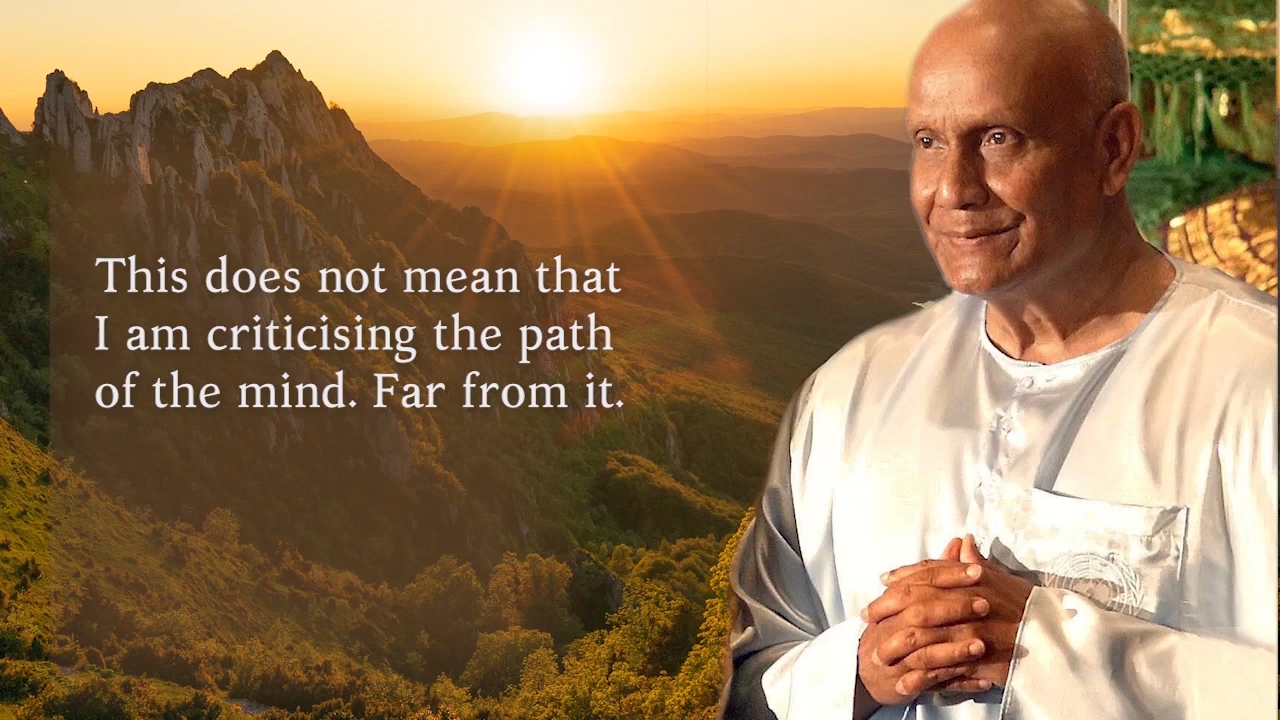 This does not mean that
I am criticising the path
of the mind. Far from it.